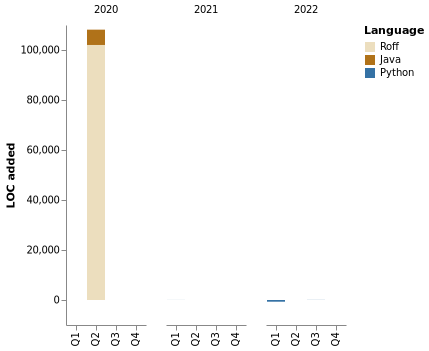 2020 2021 2022
Language
Roff
Java
Python
LOC added
100,000
80,000
60,000
40,000
20,000
0
Q1 Q2 Q3 Q4 Q1 Q2 Q3 Q4 Q1 Q2 Q3 Q4